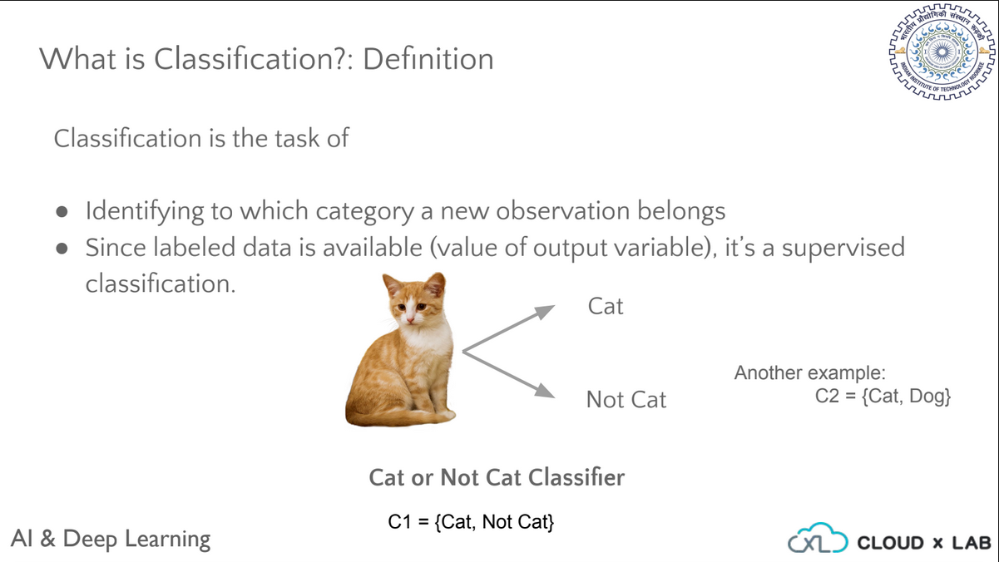 What is Classification?: Definition
भारतीय प्रौद्योगिकी संस्थान रूड़की
INDIAN INSTITUTE OF TECHNOLOGY ROORKEE
Classification is the task of
● Identifying to which category a new observation belongs
● Since labeled data is available (value of output variable), it’s a supervised
classification.
Cat
Not Cat
Another example:
C2 = {Cat, Dog}
Cat or Not Cat Classifier
C1 = {Cat, Not Cat}
AI & Deep Learning
CXL CLOUD x LAB